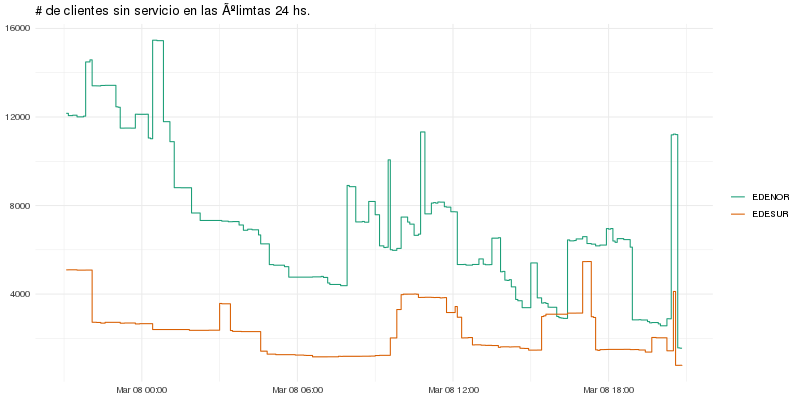 # de clientes sin servicio en las Ãºlimtas 24 hs.
16000
12000
8000
4000
Mar 08 00:00
Mar 08 06:00
Mar 08 12:00
Mar 08 18:00
EDENOR
EDESUR